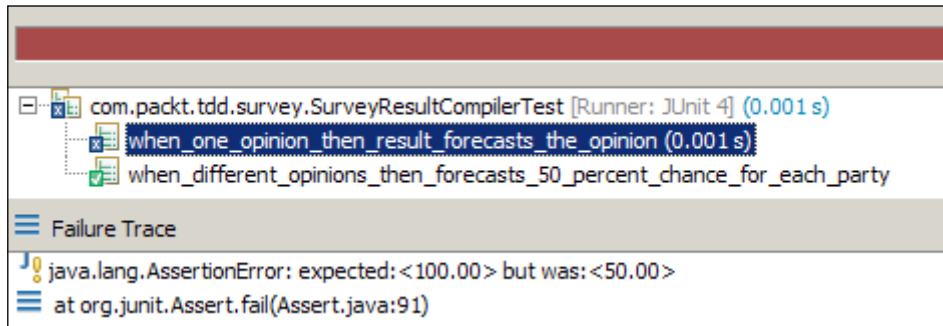 com.packt.tdd.survey.SurveyResultCompilerTest [Runner: JUnit 4] (0.001 s)
when_one_opinion_then_result_forecasts_the_opinion (0.001 s)
when_different_opinions_then_forecasts_50_percent_chance_for_each_party
Failure Trace
java.lang.AssertionError: expected:<100.00> but was:<50.00>
at org.junit.Assert.fail(Assert.java:91)